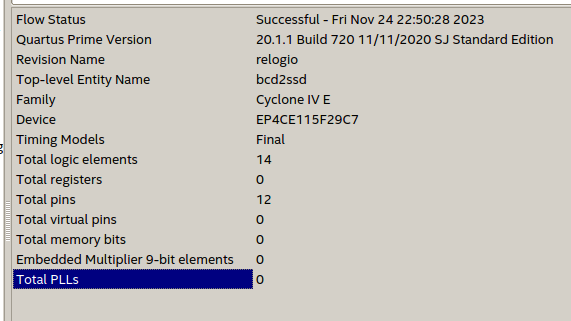 Flow Status Successful - Fri Nov 24 22:50:28 2023
Quartus Prime Version 20.1.1 Build 720 11/11/2020 SJ Standard Edition
Revision Name relogio
Top-level Entity Name bcd2ssd
Family Cyclone IV E
Device EP4CE115F29C7
Timing Models Final
Total logic elements 14
Total registers 0
Total pins 12
Total virtual pins 0
Total memory bits 0
Embedded Multiplier 9-bit elements 0
Total PLLs 0